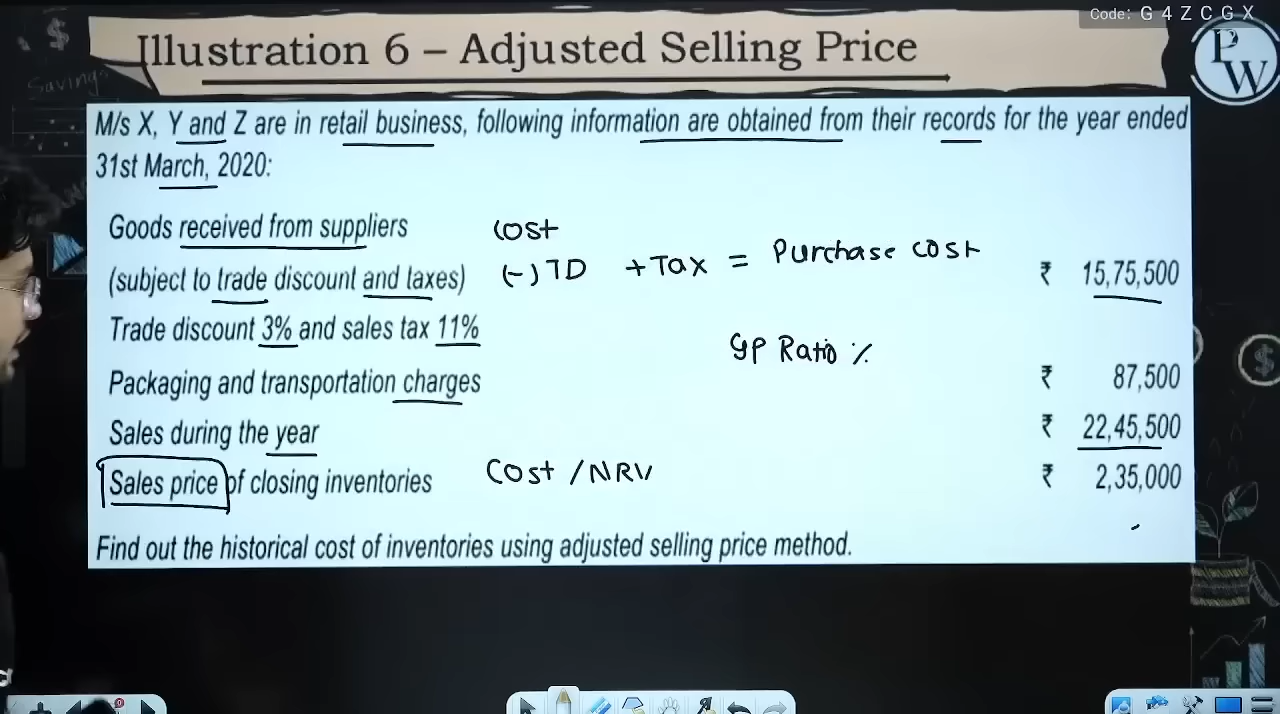 Code: G 4 Z C G X
Illustration 6 – Adjusted Selling Price
PW
Savings
M/s X, Y and Z are in retail business, following information are obtained from their records for the year ended
31st March, 2020:
Goods received from suppliers cost
(subject to trade discount and taxes) (-) TD + Tax = Purchase cost ₹ 15,75,500
Trade discount 3% and sales tax 11%
GP Ratio %
Packaging and transportation charges ₹ 87,500
Sales during the year ₹ 22,45,500
Sales price of closing inventories Cost / NRV ₹ 2,35,000
Find out the historical cost of inventories using adjusted selling price method.